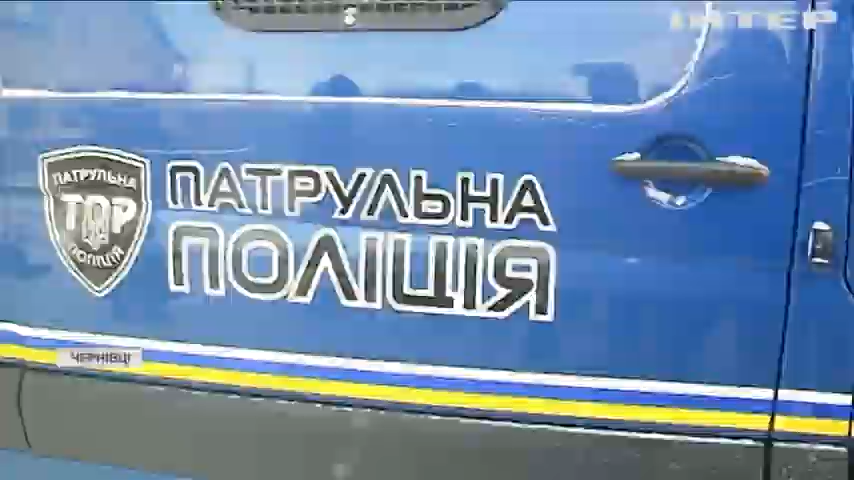 ІНТЕР
ПАТРУЛЬНА
ТОР
ПОЛІЦІЯ
ПАТРУЛЬНА
ПОЛІЦІЯ
ЧЕРНІВЦІ